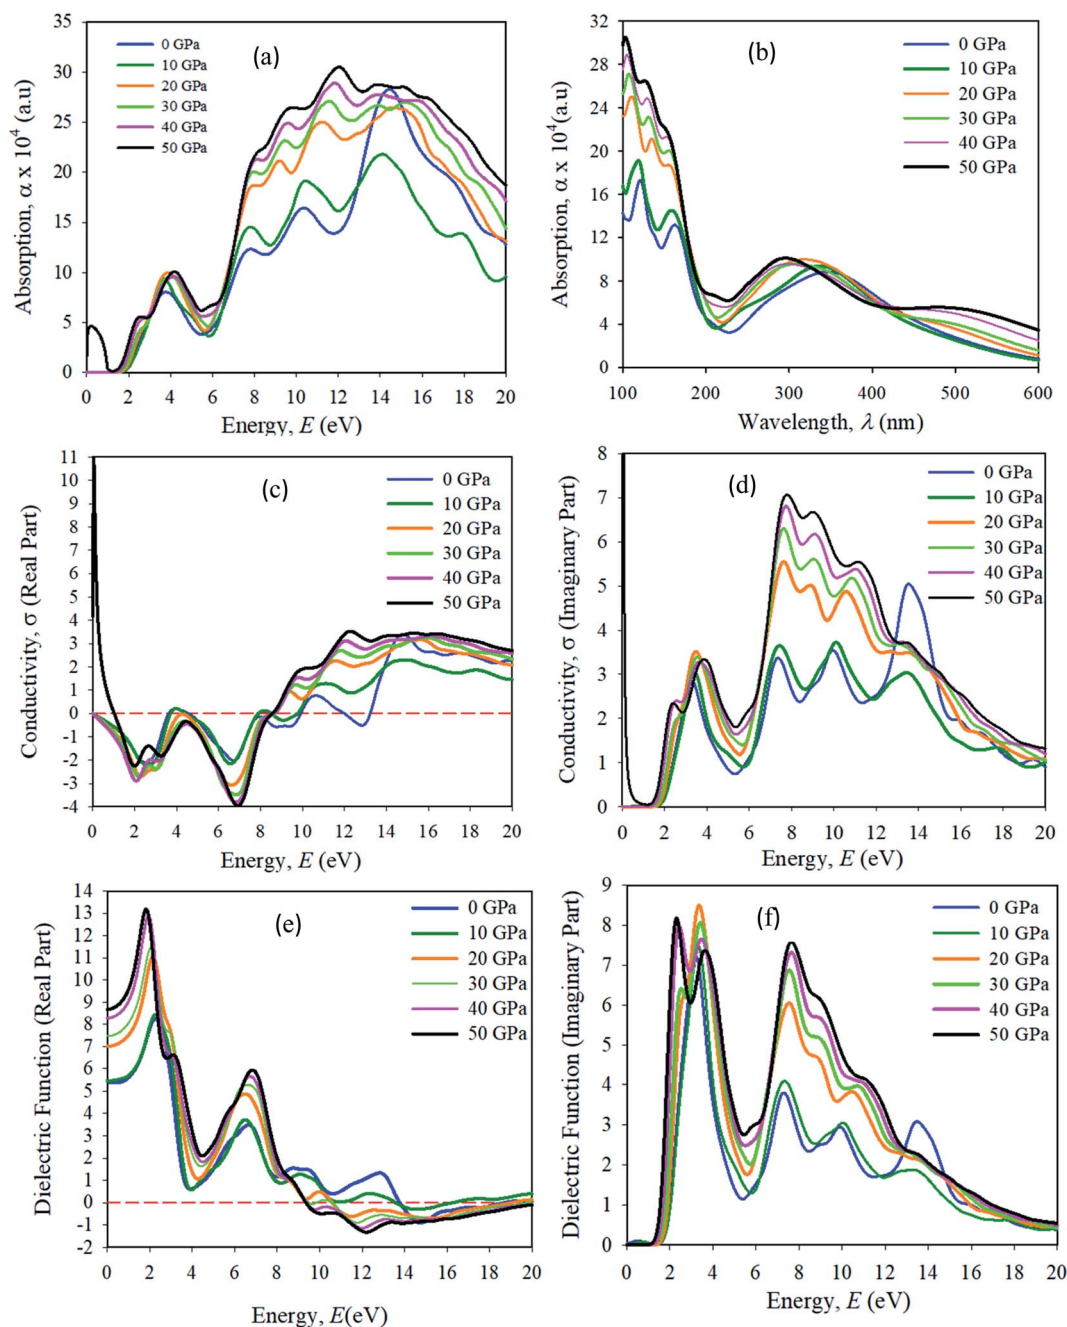 35
30
25
20
15
10
5
0
Absorption, α x 10⁴ (a.u)
0 GPa
10 GPa
20 GPa
30 GPa
40 GPa
50 GPa
(a)
0 2 4 6 8 10 12 14 16 18 20
Energy, E (eV)
32
28
24
20
16
12
8
4
0
Absorption, α x 10⁴(a.u)
(b)
0 GPa
10 GPa
20 GPa
30 GPa
40 GPa
50 GPa
100 200 300 400 500 600
Wavelength, λ (nm)
11
10
9
8
7
6
5
4
3
2
1
0
-1
-2
-3
-4
Conductivity, σ (Real Part)
(c)
0 GPa
10 GPa
20 GPa
30 GPa
40 GPa
50 GPa
0 2 4 6 8 10 12 14 16 18 20
Energy, E (eV)
8
7
6
5
4
3
2
1
0
Conductivity, σ (Imaginary Part)
(d)
0 GPa
10 GPa
20 GPa
30 GPa
40 GPa
50 GPa
0 2 4 6 8 10 12 14 16 18 20
Energy, E (eV)
14
13
12
11
10
9
8
7
6
5
4
3
2
1
0
-1
-2
Dielectric Function (Real Part)
(e)
0 GPa
10 GPa
20 GPa
30 GPa
40 GPa
50 GPa
0 2 4 6 8 10 12 14 16 18 20
Energy, E(eV)
9
8
7
6
5
4
3
2
1
0
Dielectric Function (Imaginary Part)
(f)
0 GPa
10 GPa
20 GPa
30 GPa
40 GPa
50 GPa
0 2 4 6 8 10 12 14 16 18 20
Energy, E (eV)